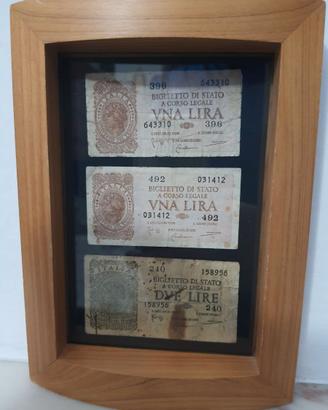 396 643310
BIGLIETTO DI STATO
A CORSO LEGALE
VNA LIRA
643310 396
492 031412
BIGLIETTO DI STATO
A CORSO LEGALE
VNA LIRA
031412 492
ITALIA 240 158956
BIGLIETTO DI STATO
A CORSO LEGALE
DVE LIRE
158956 240